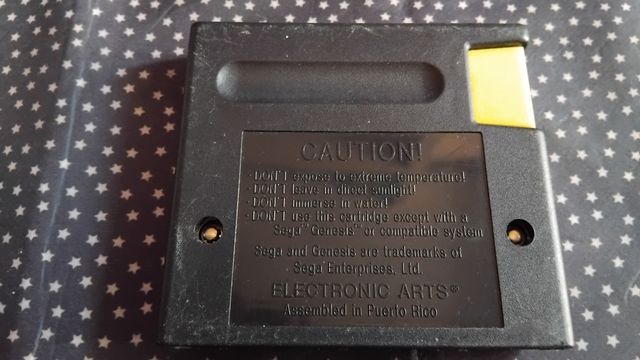 CAUTION!
- DON'T expose to extreme temperature!
- DON'T leave in direct sunlight!
- DON'T immerse in water!
- DON'T use this cartridge except with a
Sega™ Genesis™ or compatible system
Sega and Genesis are trademarks of
Sega Enterprises, Ltd.
ELECTRONIC ARTS®
Assembled in Puerto Rico